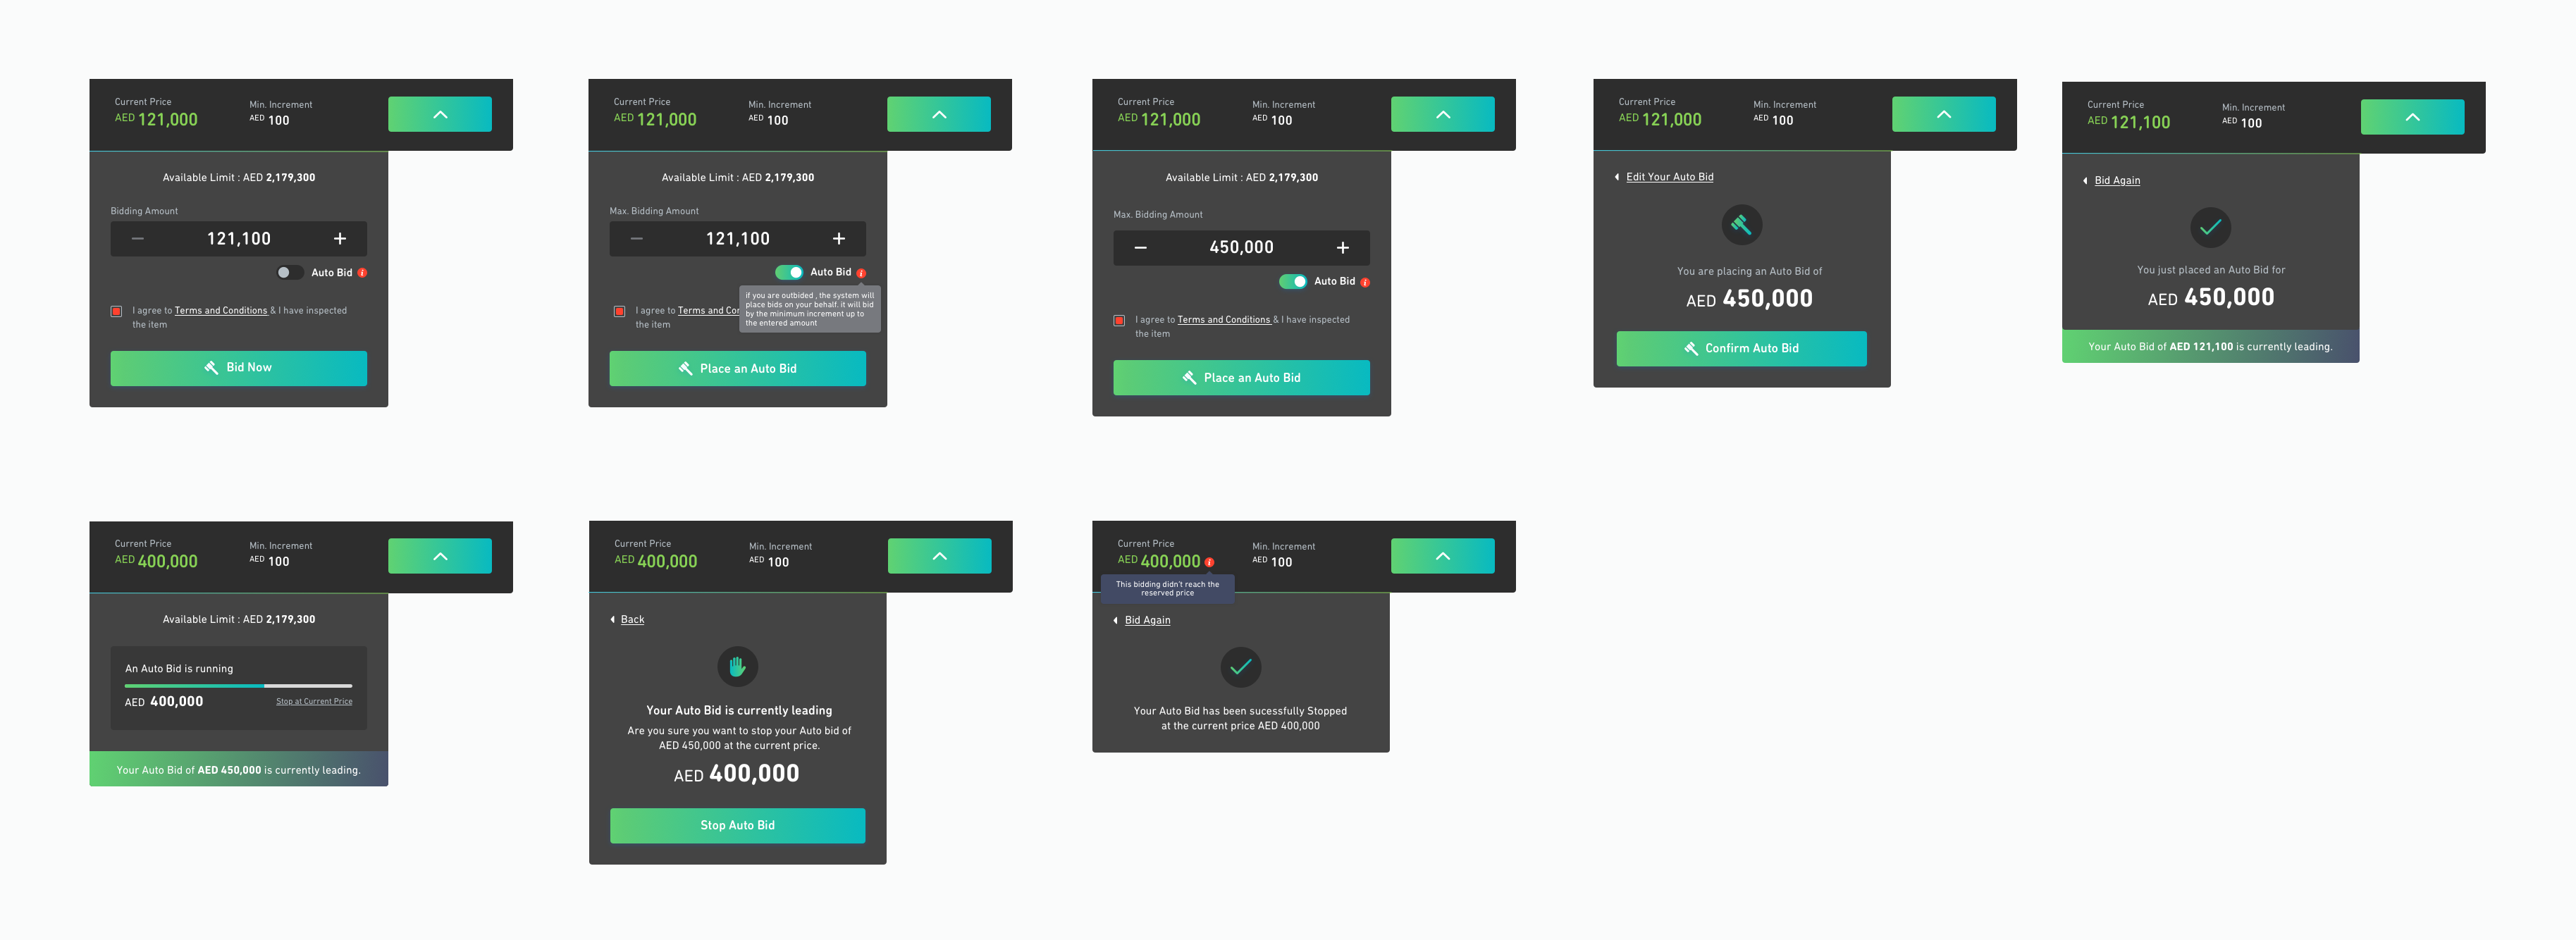 Current Price
AED 121,000
Min. Increment
AED 100
Available Limit : AED 2,179,300
Bidding Amount
121,100
Auto Bid
I agree to Terms and Conditions & I have inspected
the item
Bid Now
Current Price
AED 121,000
Min. Increment
AED 100
Available Limit : AED 2,179,300
Max. Bidding Amount
121,100
Auto Bid
if you are outbided , the system will
place bids on your behalf. it will bid
by the minimum increment up to
the entered amount
I agree to Terms and Cor
the item
Place an Auto Bid
Current Price
AED 121,000
Min. Increment
AED 100
Available Limit : AED 2,179,300
Max. Bidding Amount
450,000
Auto Bid
I agree to Terms and Conditions & I have inspected
the item
Place an Auto Bid
Current Price
AED 121,000
Min. Increment
AED 100
Edit Your Auto Bid
You are placing an Auto Bid of
AED 450,000
Confirm Auto Bid
Current Price
AED 121,100
Min. Increment
AED 100
Bid Again
You just placed an Auto Bid for
AED 450,000
Your Auto Bid of AED 121,100 is currently leading.
Current Price
AED 400,000
Min. Increment
AED 100
Available Limit : AED 2,179,300
An Auto Bid is running
AED 400,000
Stop at Current Price
Your Auto Bid of AED 450,000 is currently leading.
Current Price
AED 400,000
Min. Increment
AED 100
Back
Your Auto Bid is currently leading
Are you sure you want to stop your Auto bid of
AED 450,000 at the current price.
AED 400,000
Stop Auto Bid
Current Price
AED 400,000
Min. Increment
AED 100
This bidding didn't reach the
reserved price
Bid Again
Your Auto Bid has been sucessfully Stopped
at the current price AED 400,000